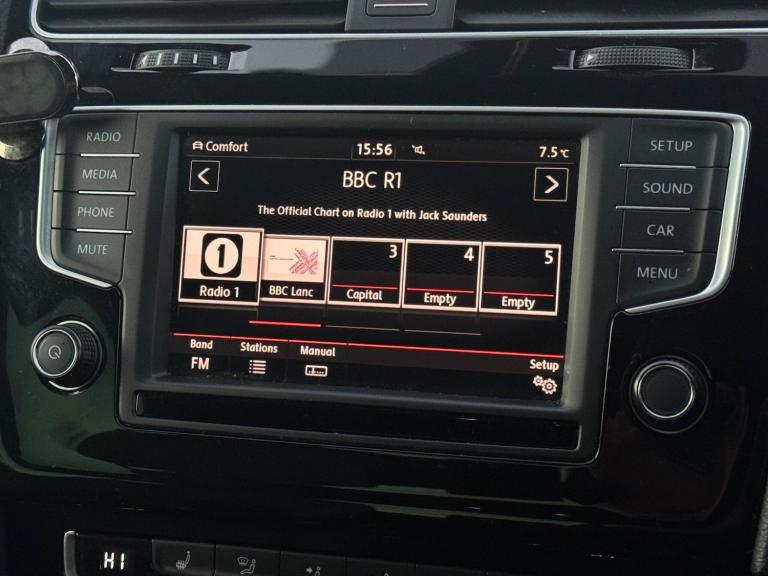 RADIO
MEDIA
PHONE
MUTE
Comfort
15:56
7.5°C
BBC R1
The Official Chart on Radio 1 with Jack Saunders
1
Radio 1
BBC Lanc
3
Capital
4
Empty
5
Empty
Band
FM
Stations
Manual
Setup
SETUP
SOUND
CAR
MENU
HI